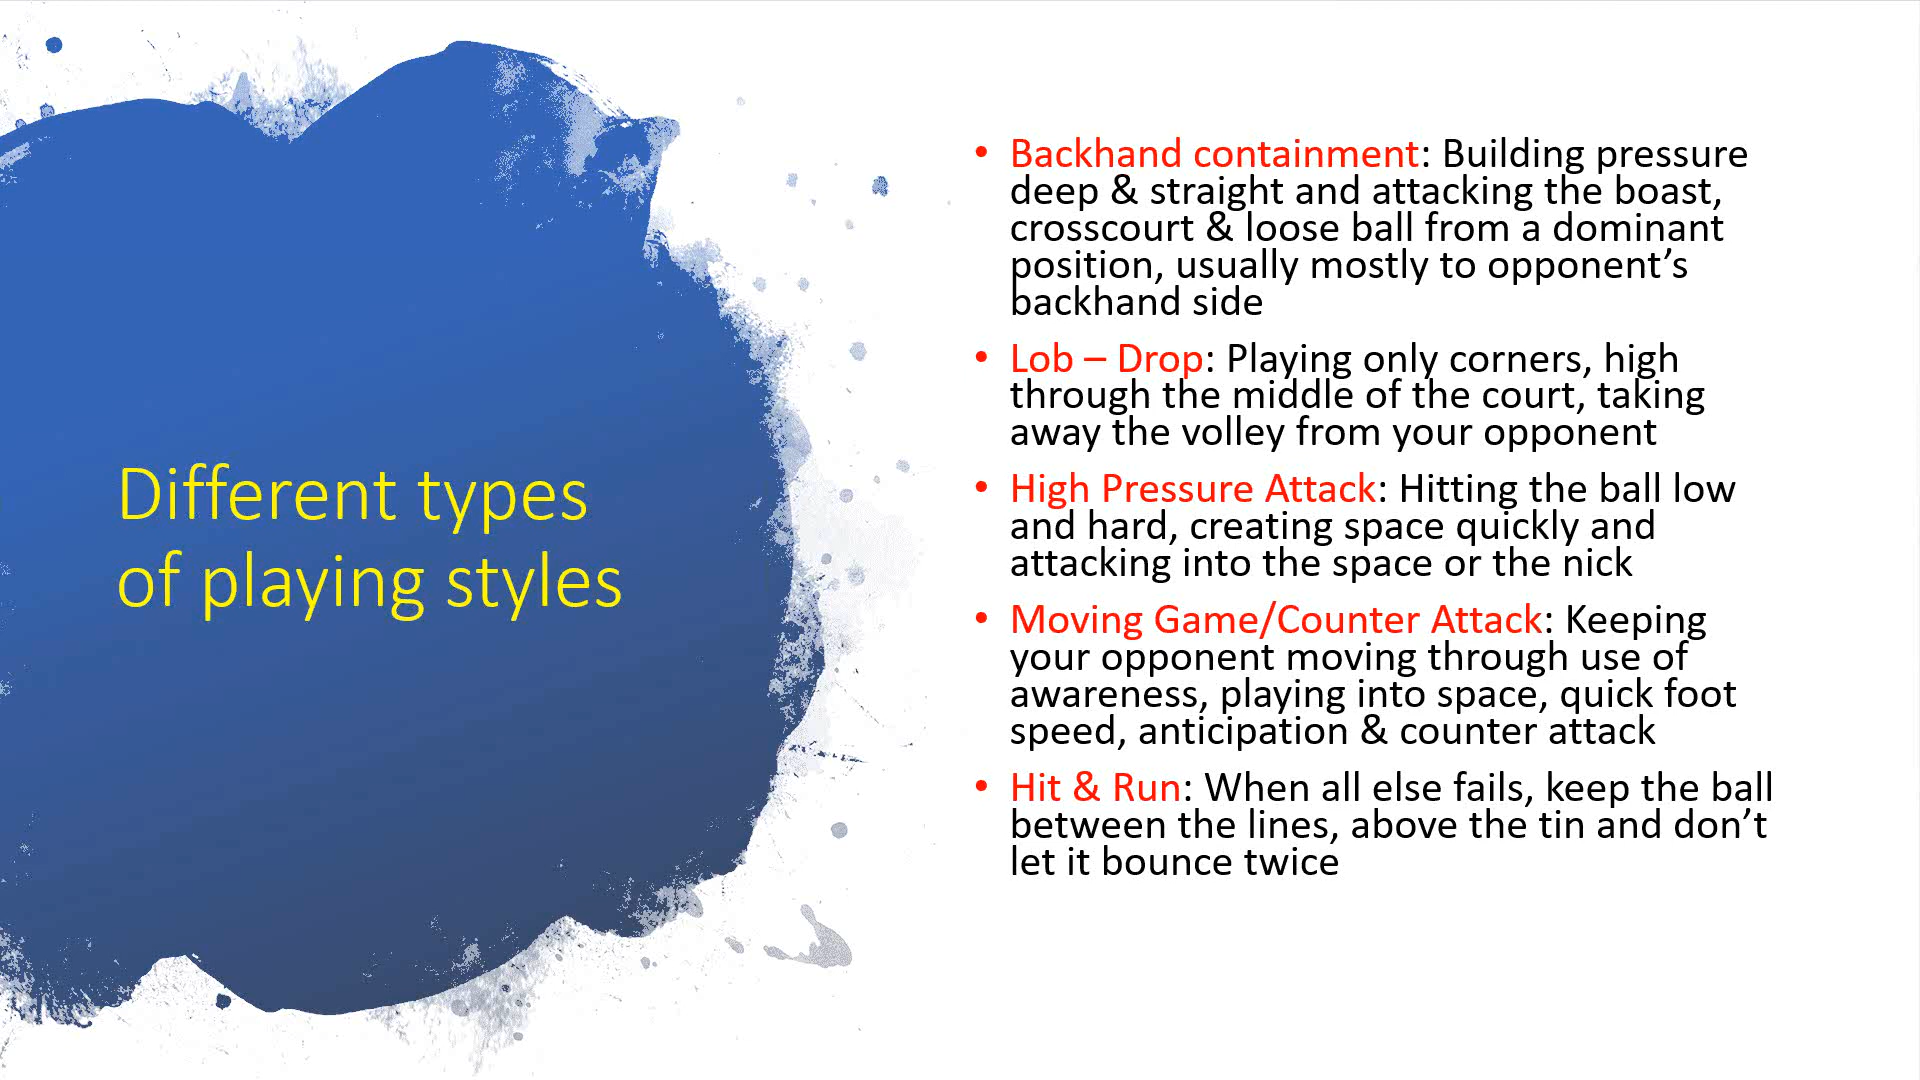 Different types
of playing styles
• Backhand containment: Building pressure
deep & straight and attacking the boast,
crosscourt & loose ball from a dominant
position, usually mostly to opponent’s
backhand side
• Lob – Drop: Playing only corners, high
through the middle of the court, taking
away the volley from your opponent
• High Pressure Attack: Hitting the ball low
and hard, creating space quickly and
attacking into the space or the nick
• Moving Game/Counter Attack: Keeping
your opponent moving through use of
awareness, playing into space, quick foot
speed, anticipation & counter attack
• Hit & Run: When all else fails, keep the ball
between the lines, above the tin and don’t
let it bounce twice